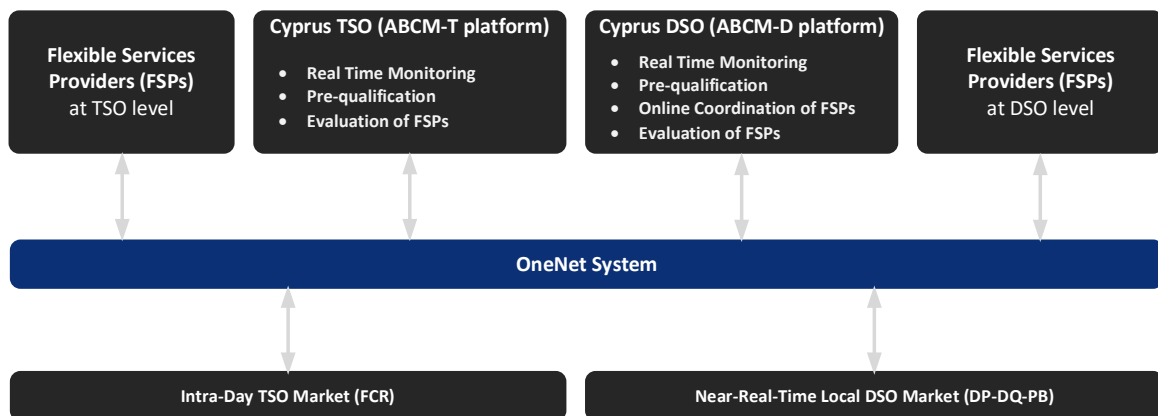 Flexible Services
Providers (FSPs)
at TSO level
Cyprus TSO (ABCM-T platform)
• Real Time Monitoring
• Pre-qualification
• Evaluation of FSPs
Cyprus DSO (ABCM-D platform)
• Real Time Monitoring
• Pre-qualification
• Online Coordination of FSPs
• Evaluation of FSPs
Flexible Services
Providers (FSPs)
at DSO level
OneNet System
Intra-Day TSO Market (FCR)
Near-Real-Time Local DSO Market (DP-DQ-PB)